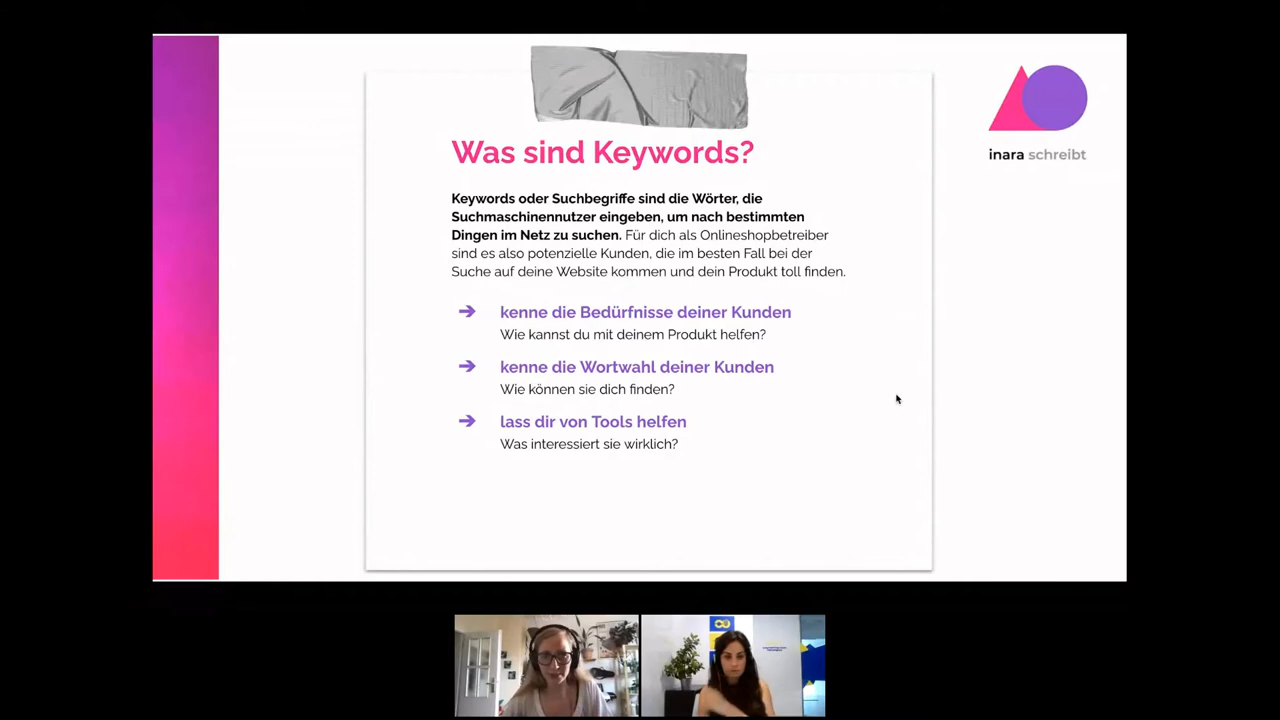 Was sind Keywords?
inara schreibt
Keywords oder Suchbegriffe sind die Wörter, die
Suchmaschinennutzer eingeben, um nach bestimmten
Dingen im Netz zu suchen. Für dich als Onlineshopbetreiber
sind es also potenzielle Kunden, die im besten Fall bei der
Suche auf deine Website kommen und dein Produkt toll finden.
➔ kenne die Bedürfnisse deiner Kunden
Wie kannst du mit deinem Produkt helfen?
➔ kenne die Wortwahl deiner Kunden
Wie können sie dich finden?
➔ lass dir von Tools helfen
Was interessiert sie wirklich?